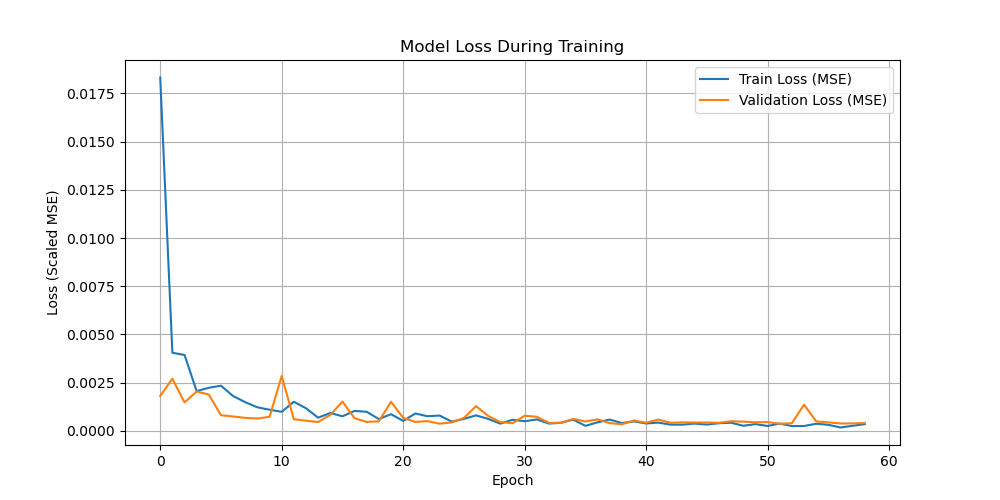 Model Loss During Training
Train Loss (MSE)
Validation Loss (MSE)
Loss (Scaled MSE)
0.0175
0.0150
0.0125
0.0100
0.0075
0.0050
0.0025
0.0000
0 10 20 30 40 50 60
Epoch